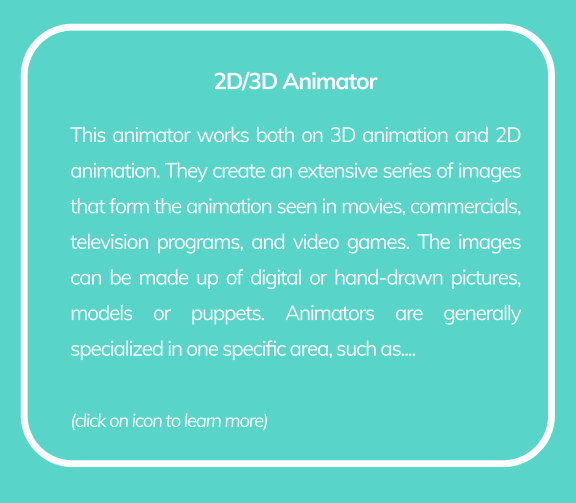 2D/3D Animator
This animator works both on 3D animation and 2D
animation. They create an extensive series of images
that form the animation seen in movies, commercials,
television programs, and video games. The images
can be made up of digital or hand-drawn pictures,
models or puppets. Animators are generally
specialized in one specific area, such as....
(click on icon to learn more)